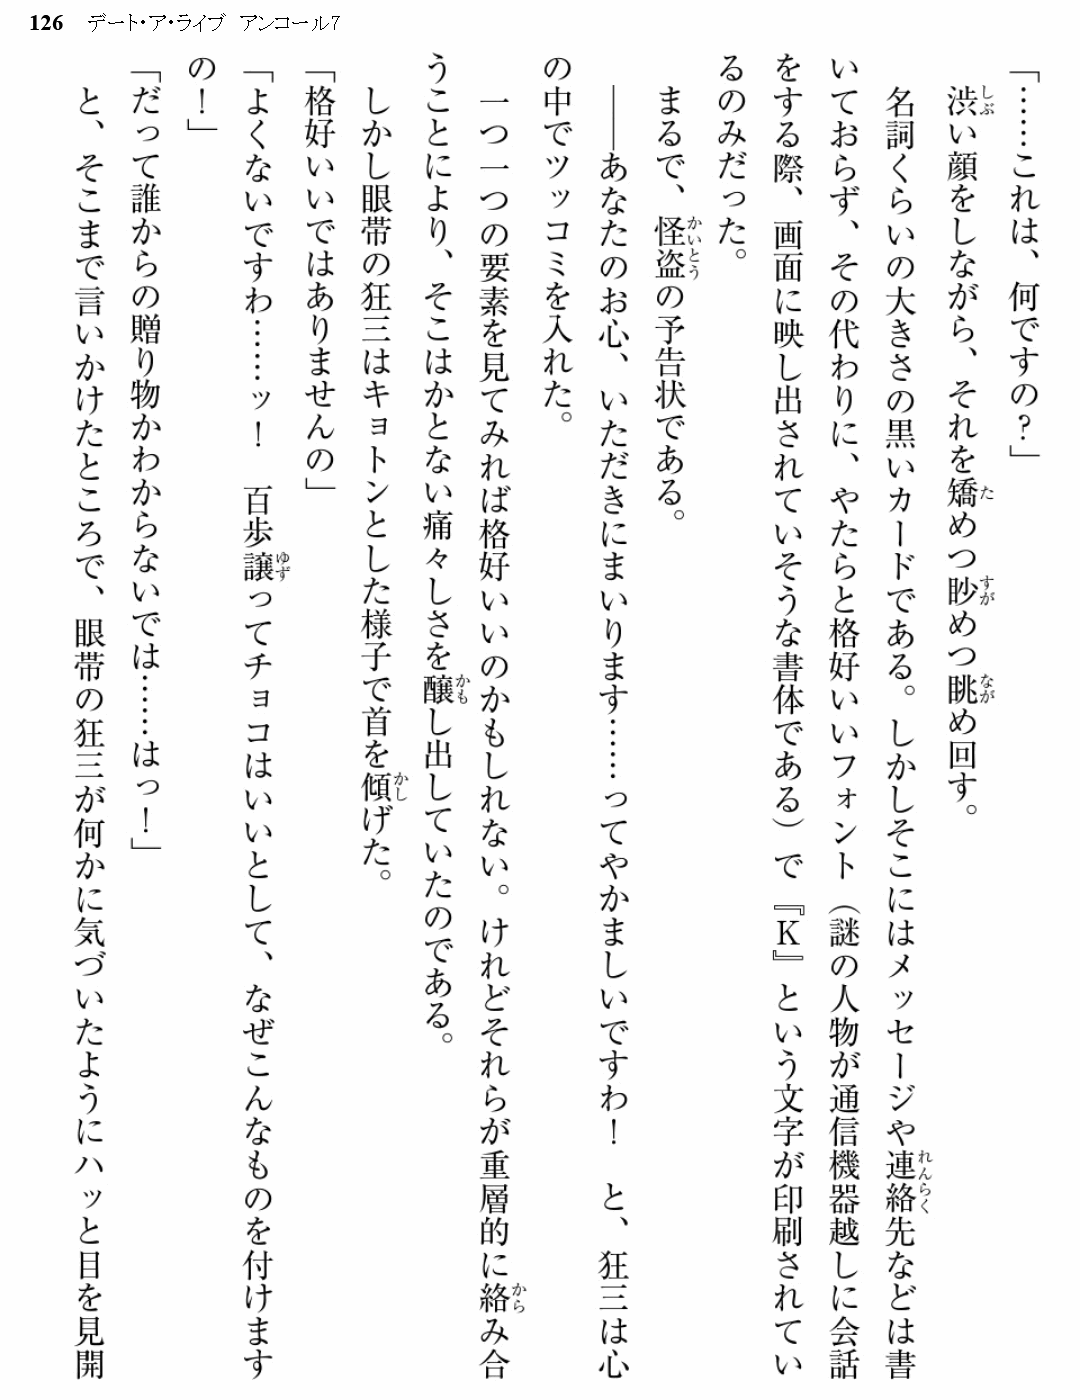 126 デート・ア・ライブ アンコール7
「……これは、何ですの?」
渋い顔をしながら、それを矯めつ眇めつ眺め回す。
名詞くらいの大きさの黒いカードである。しかしそこにはメッセージや連絡先などは書
いておらず、その代わりに、やたらと格好いいフォント（謎の人物が通信機器越しに会話
をする際、画面に映し出されていそうな書体である）で『K』という文字が印刷されてい
るのみだった。
まるで、怪盗の予告状である。
――あなたのお心、いただきにまいります……ってやかましいですわ！　と、狂三は心
の中でツッコミを入れた。
一つ一つの要素を見てみれば格好いいのかもしれない。けれどそれらが重層的に絡み合
うことにより、そこはかとない痛々しさを醸し出していたのである。
しかし眼帯の狂三はキョトンとした様子で首を傾げた。
「格好いいではありませんの」
「よくないですわ……ッ！　百歩譲ってチョコはいいとして、なぜこんなものを付けます
の！」
「だって誰からの贈り物かわからないでは……はっ！」
と、そこまで言いかけたところで、眼帯の狂三が何かに気づいたようにハッと目を見開